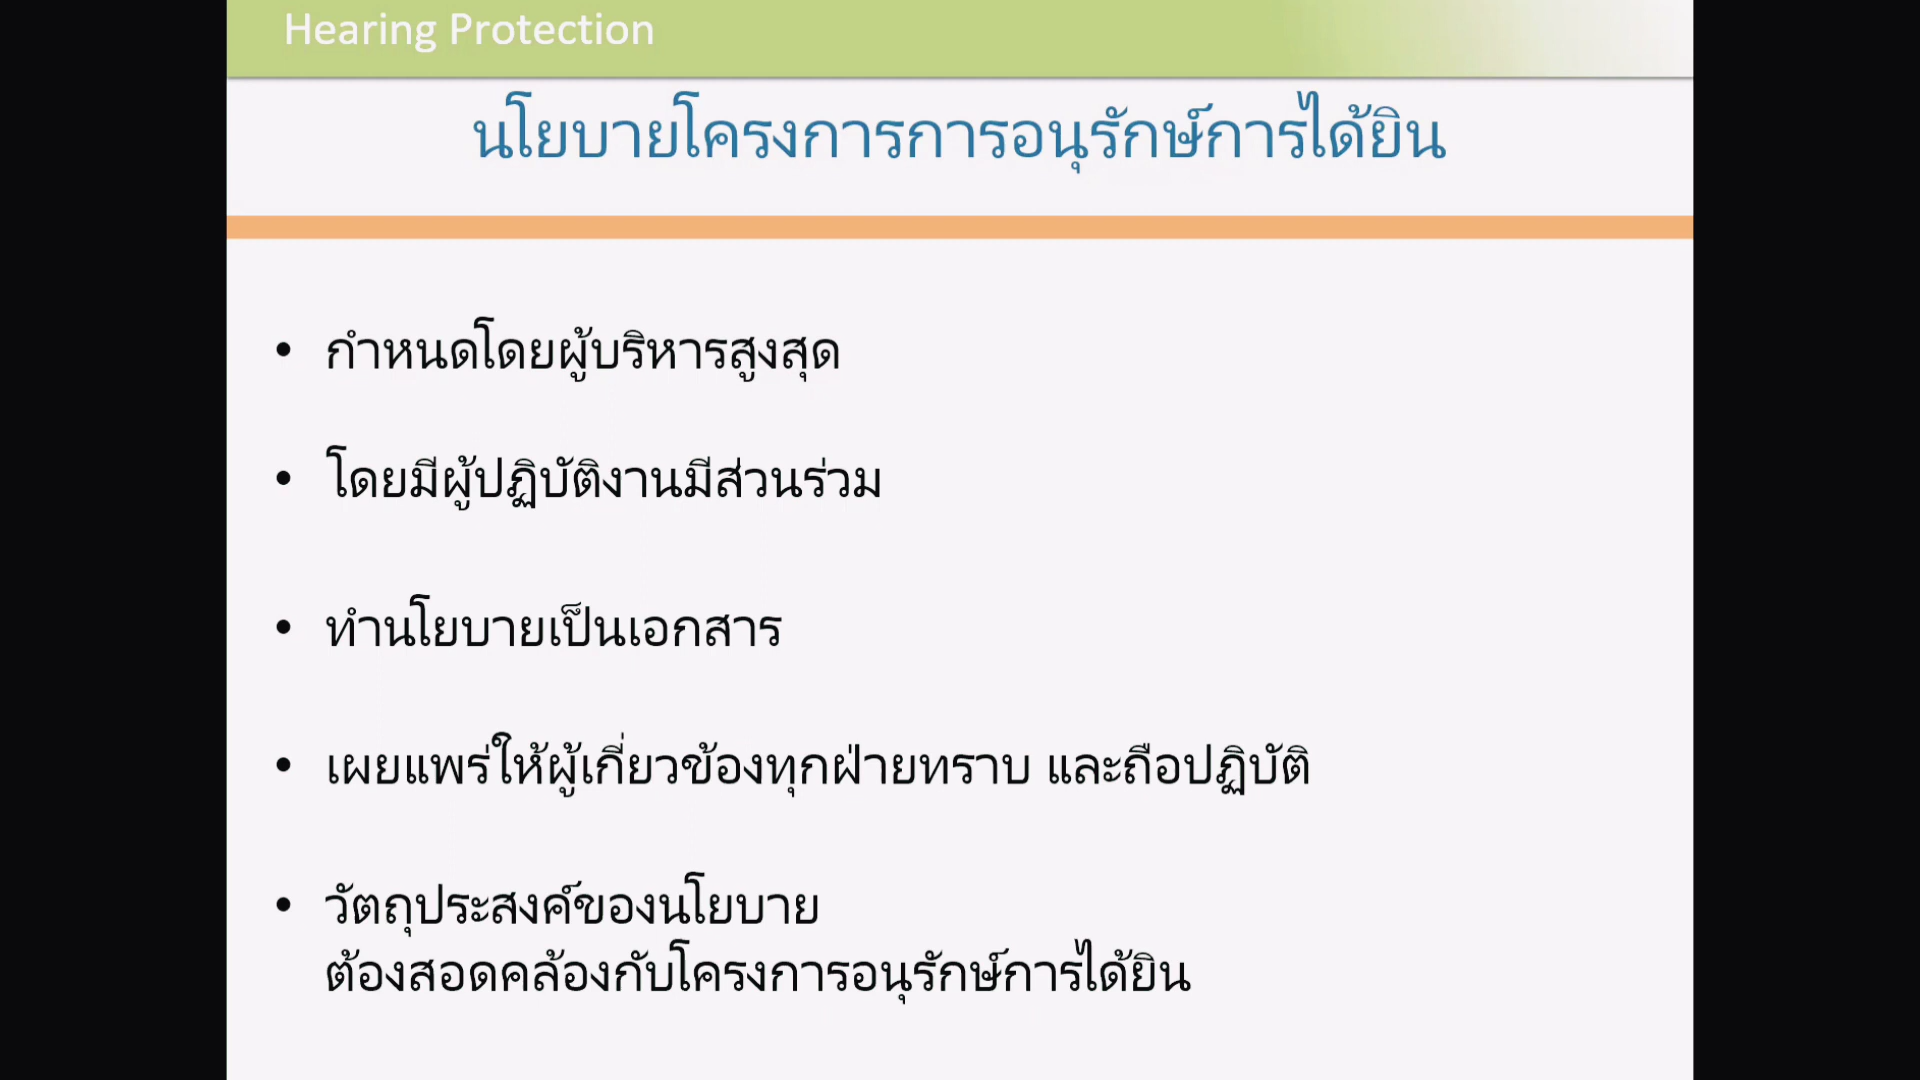 Hearing Protection
นโยบายโครงการการอนุรักษ์การได้ยิน
• กำหนดโดยผู้บริหารสูงสุด
• โดยมีผู้ปฏิบัติงานมีส่วนร่วม
• ทำนโยบายเป็นเอกสาร
• เผยแพร่ให้ผู้เกี่ยวข้องทุกฝ่ายทราบ และถือปฏิบัติ
• วัตถุประสงค์ของนโยบาย
ต้องสอดคล้องกับโครงการอนุรักษ์การได้ยิน